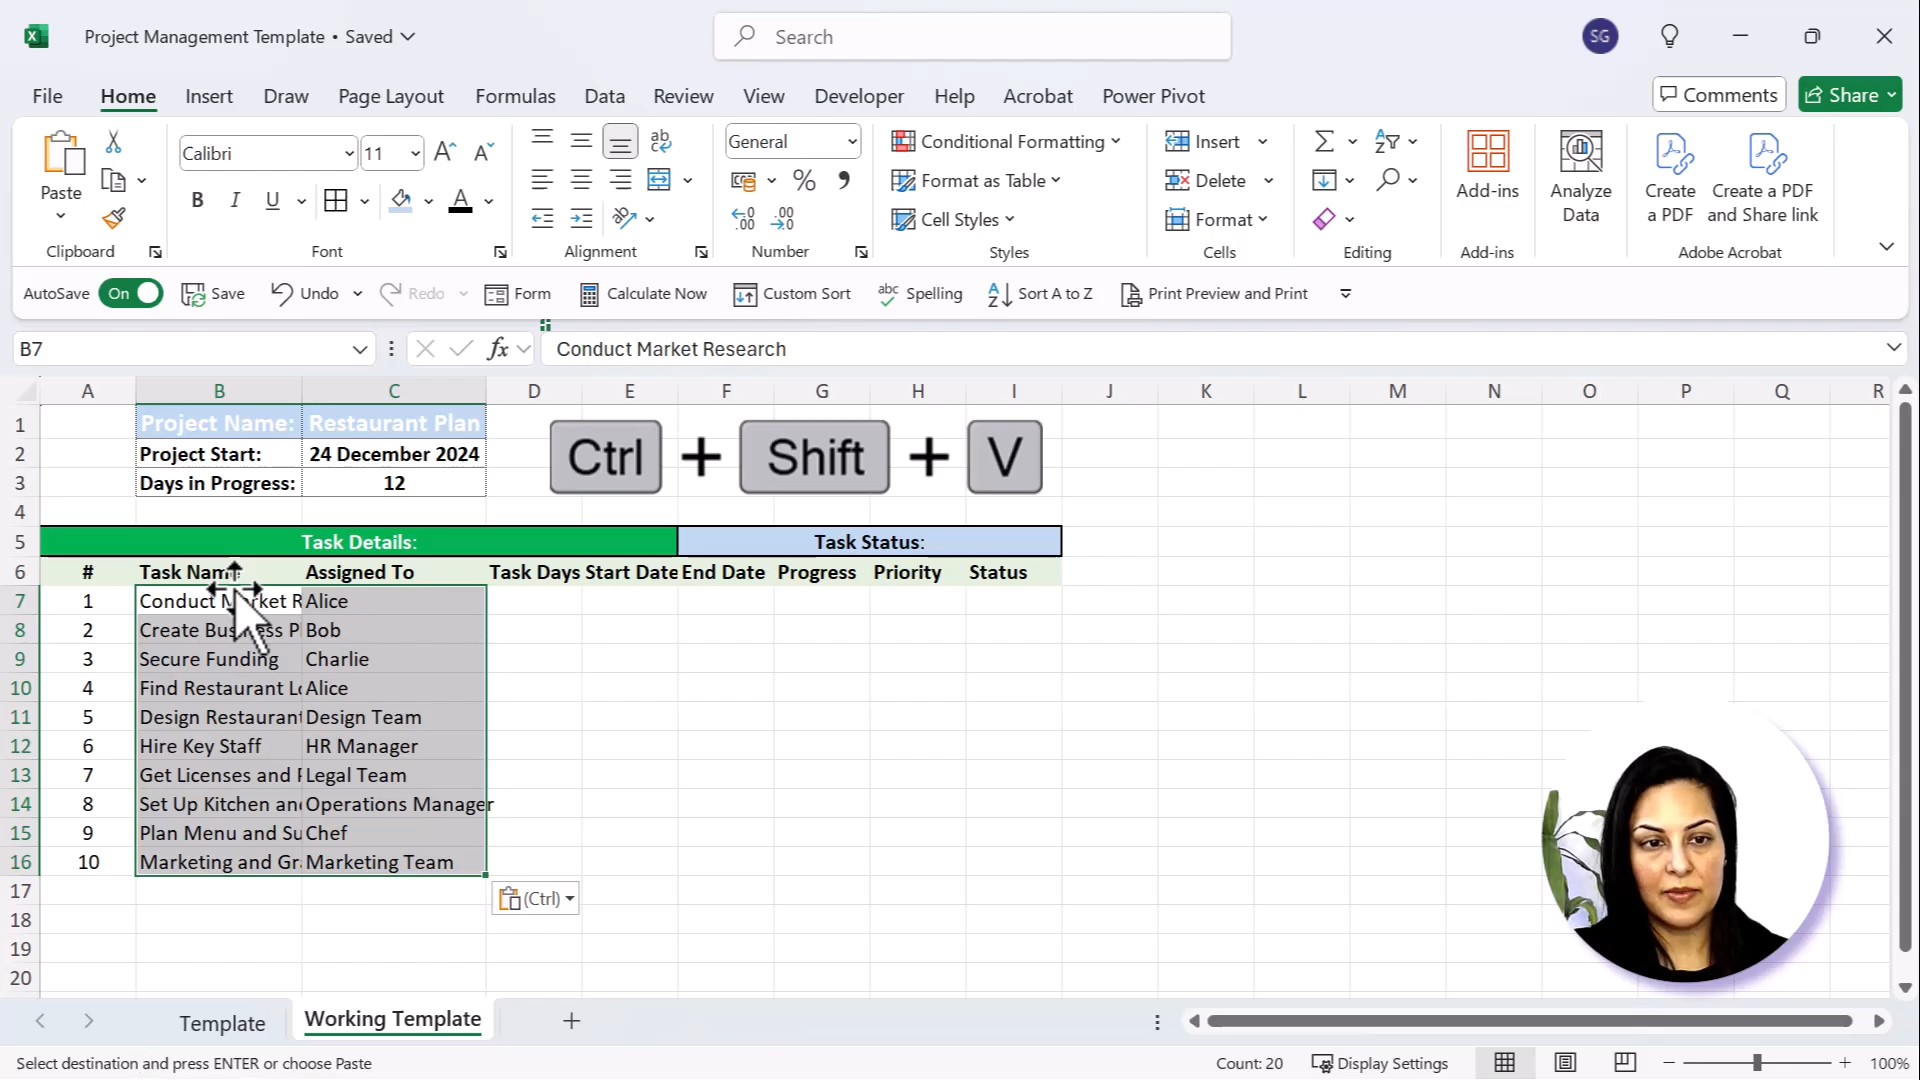 Project Management Template • Saved
Search
SG
File Home Insert Draw Page Layout Formulas Data Review View Developer Help Acrobat Power Pivot
Comments Share
Paste
Clipboard
Calibri 11
B I U A
Font
Alignment
General
Number
Conditional Formatting
Format as Table
Cell Styles
Styles
Insert
Delete
Format
Cells
Editing
Add-ins
Add-ins
Analyze
Data
Create
a PDF
Create a PDF
and Share link
Adobe Acrobat
AutoSave On Save Undo Redo Form Calculate Now Custom Sort Spelling Sort A to Z Print Preview and Print
B7 fx Conduct Market Research
A B C D E F G H I J K L M N O P Q R
1 Project Name: Restaurant Plan
2 Project Start: 24 December 2024
3 Days in Progress: 12
Ctrl + Shift + V
4
5 Task Details: Task Status:
6 # Task Nam Assigned To Task Days Start Date End Date Progress Priority Status
7 1 Conduct Market R Alice
8 2 Create Business P Bob
9 3 Secure Funding Charlie
10 4 Find Restaurant Lo Alice
11 5 Design Restaurant Design Team
12 6 Hire Key Staff HR Manager
13 7 Get Licenses and P Legal Team
14 8 Set Up Kitchen and Operations Manager
15 9 Plan Menu and Su Chef
16 10 Marketing and Gra Marketing Team
17
(Ctrl)
18
19
20
Template Working Template
Select destination and press ENTER or choose Paste Count: 20 Display Settings 100%